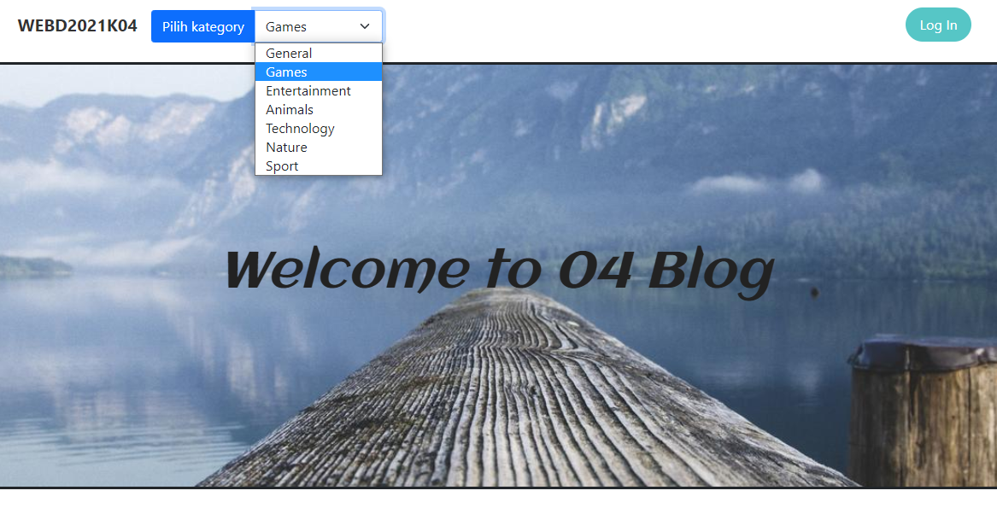 WEBD2021K04 Pilih kategory Games Log In
General
Games
Entertainment
Animals
Technology
Nature
Sport
Welcome to 04 Blog